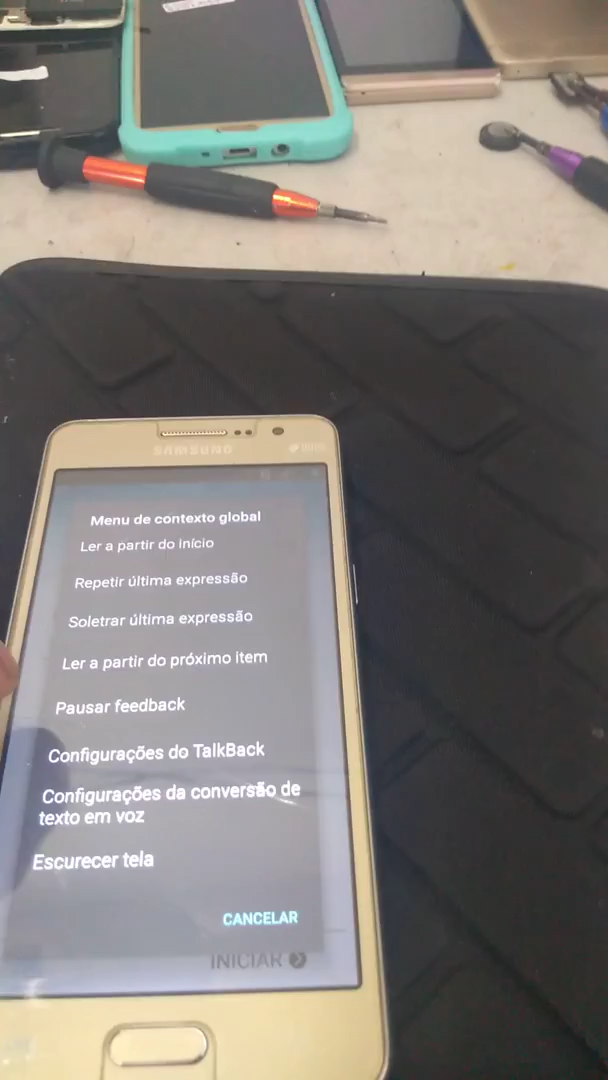 SAMSUNG
DUOS
Menu de contexto global
Ler a partir do início
Repetir última expressão
Soletrar última expressão
Ler a partir do próximo item
Pausar feedback
Configurações do TalkBack
Configurações da conversão de
texto em voz
Escurecer tela
CANCELAR
INICIAR